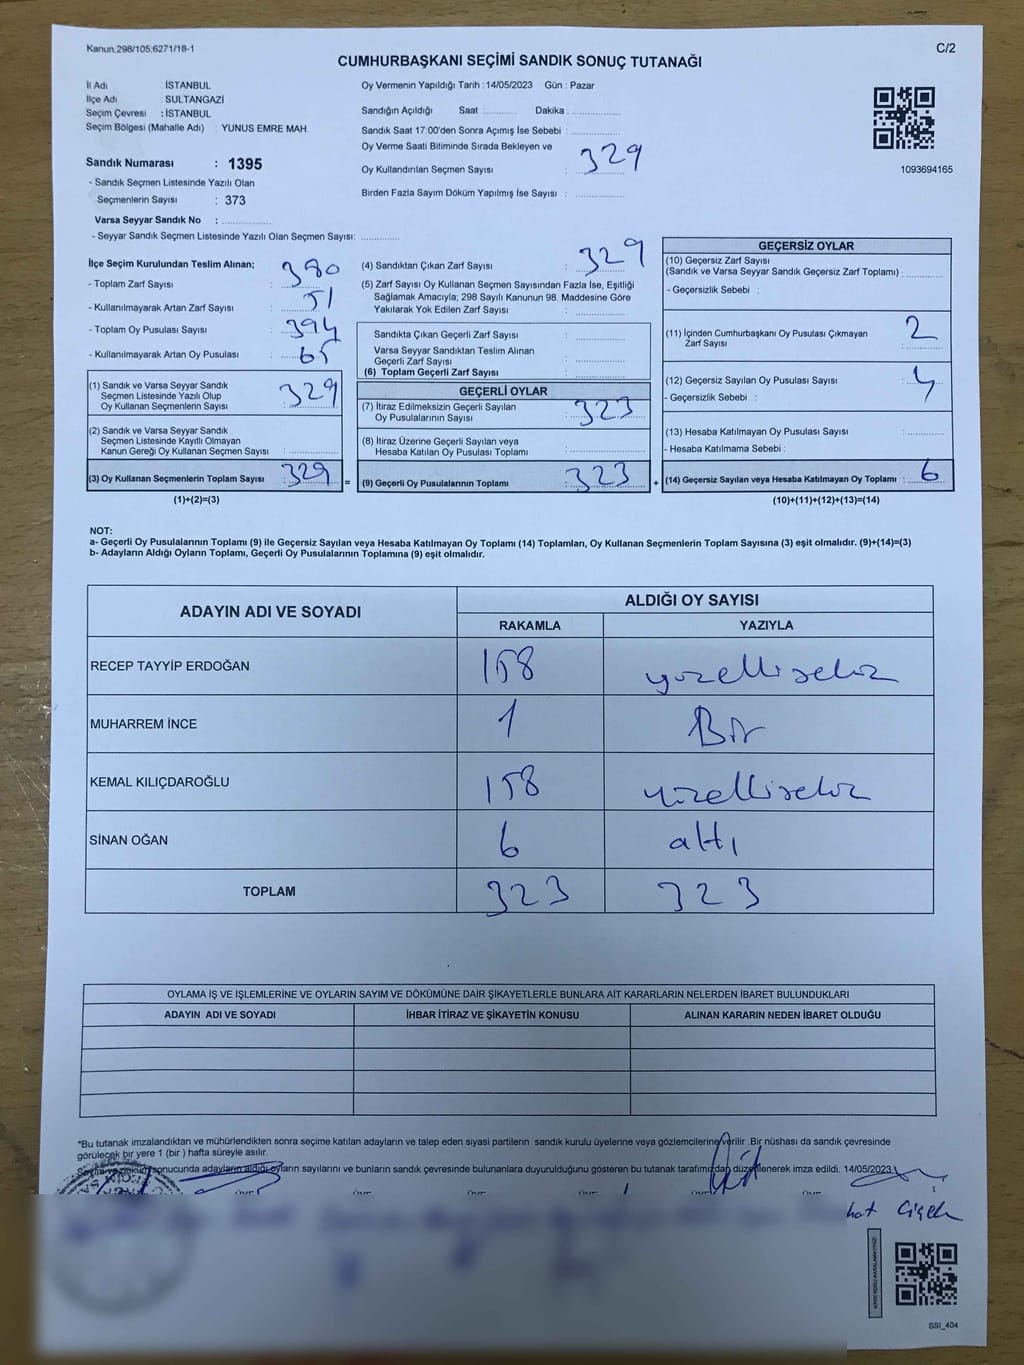 Kanun:298/105;6271/18-1
C/2
CUMHURBAŞKANI SEÇİMİ SANDIK SONUÇ TUTANAĞI
İl Adı : İSTANBUL
İlçe Adı : SULTANGAZİ
Seçim Çevresi : İSTANBUL
Seçim Bölgesi (Mahalle Adı) : YUNUS EMRE MAH.
Sandık Numarası : 1395
- Sandık Seçmen Listesinde Yazılı Olan
Seçmenlerin Sayısı : 373
Varsa Seyyar Sandık No : ............
- Seyyar Sandık Seçmen Listesinde Yazılı Olan Seçmen Sayısı: ............
Oy Vermenin Yapıldığı Tarih :14/05/2023 Gün : Pazar
Sandığın Açıldığı Saat :............ Dakika :............
Sandık Saat 17:00'den Sonra Açımış İse Sebebi : ............
Oy Verme Saati Bitiminde Sırada Bekleyen ve
Oy Kullandırılan Seçmen Sayısı : 329
Birden Fazla Sayım Döküm Yapılmış İse Sayısı : ............
1093694165
İlçe Seçim Kurulundan Teslim Alınan;
- Toplam Zarf Sayısı : 380
- Kullanılmayarak Artan Zarf Sayısı : 51
- Toplam Oy Pusulası Sayısı : 394
- Kullanılmayarak Artan Oy Pusulası : 65
(1) Sandık ve Varsa Seyyar Sandık
Seçmen Listesinde Yazılı Olup
Oy Kullanan Seçmenlerin Sayısı : 329
(2) Sandık ve Varsa Seyyar Sandık
Seçmen Listesinde Kayıtlı Olmayan
Kanun Gereği Oy Kullanan Seçmen Sayısı : ............
(3) Oy Kullanan Seçmenlerin Toplam Sayısı : 329
(1)+(2)=(3)
(4) Sandıktan Çıkan Zarf Sayısı : 329
(5) Zarf Sayısı Oy Kullanan Seçmen Sayısından Fazla İse, Eşitliği
Sağlamak Amacıyla; 298 Sayılı Kanunun 98. Maddesine Göre
Yakılarak Yok Edilen Zarf Sayısı : ............
Sandıkta Çıkan Geçerli Zarf Sayısı : ............
Varsa Seyyar Sandıktan Teslim Alınan
Geçerli Zarf Sayısı : ............
(6) Toplam Geçerli Zarf Sayısı : ............
GEÇERLİ OYLAR
(7) İtiraz Edilmeksizin Geçerli Sayılan
Oy Pusulalarının Sayısı : 323
(8) İtiraz Üzerine Geçerli Sayılan veya
Hesaba Katılan Oy Pusulası Toplamı : ............
= (9) Geçerli Oy Pusulalarının Toplamı : 323
GEÇERSİZ OYLAR
(10) Geçersiz Zarf Sayısı
(Sandık ve Varsa Seyyar Sandık Geçersiz Zarf Toplamı) : ............
- Geçersizlik Sebebi :
(11) İçinden Cumhurbaşkanı Oy Pusulası Çıkmayan
Zarf Sayısı : 2
(12) Geçersiz Sayılan Oy Pusulası Sayısı : 4
- Geçersizlik Sebebi :
(13) Hesaba Katılmayan Oy Pusulası Sayısı : ............
- Hesaba Katılmama Sebebi :
+ (14) Geçersiz Sayılan veya Hesaba Katılmayan Oy Toplamı : 6
(10)+(11)+(12)+(13)=(14)
NOT:
a- Geçerli Oy Pusulalarının Toplamı (9) ile Geçersiz Sayılan veya Hesaba Katılmayan Oy Toplamı (14) Toplamları, Oy Kullanan Seçmenlerin Toplam Sayısına (3) eşit olmalıdır. (9)+(14)=(3)
b- Adayların Aldığı Oyların Toplamı, Geçerli Oy Pusulalarının Toplamına (9) eşit olmalıdır.
ADAYIN ADI VE SOYADI ALDIĞI OY SAYISI
RAKAMLA YAZIYLA
RECEP TAYYİP ERDOĞAN 158 yüzellisekiz
MUHARREM İNCE 1 Bir
KEMAL KILIÇDAROĞLU 158 yüzellisekiz
SİNAN OĞAN 6 altı
TOPLAM 323 323
OYLAMA İŞ VE İŞLEMLERİNE VE OYLARIN SAYIM VE DÖKÜMÜNE DAİR ŞİKAYETLERLE BUNLARA AİT KARARLARIN NELERDEN İBARET BULUNDUKLARI
ADAYIN ADI VE SOYADI İHBAR İTİRAZ VE ŞİKAYETİN KONUSU ALINAN KARARIN NEDEN İBARET OLDUĞU
*Bu tutanak imzalandıktan ve mühürlendikten sonra seçime katılan adayların ve talep eden siyasi partilerin sandık kurulu üyelerine veya gözlemcilerine verilir .Bir nüshası da sandık çevresinde
görülecek bir yere 1 (bir ) hafta süreyle asılır.
Sayım ve döküm sonucunda adayların aldığı oyların sayılarını ve bunların sandık çevresinde bulunanlara duyurulduğunu gösteren bu tutanak tarafımızdan düzenlenerek imza edildi. 14/05/2023
Çiçek
SSI_404